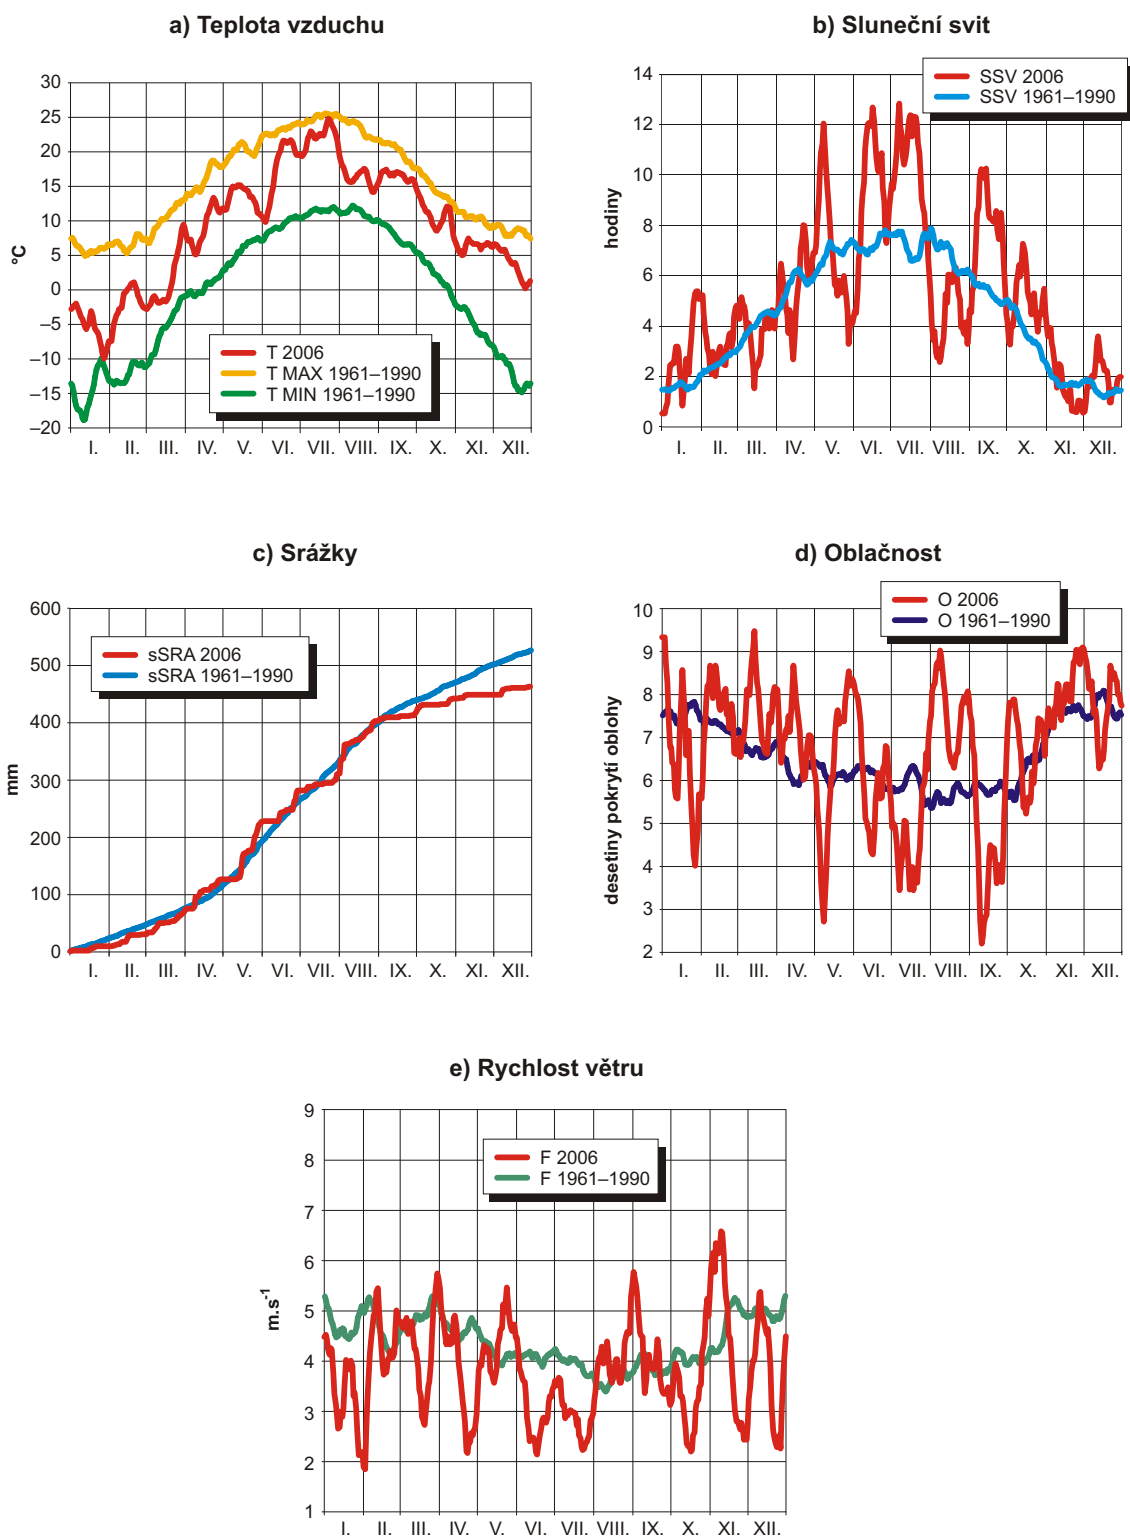 a) Teplota vzduchu
30
25
20
15
10
5
0
–5
–10
–15
–20
°C
T 2006
T MAX 1961–1990
T MIN 1961–1990
I. II. III. IV. V. VI. VII. VIII. IX. X. XI. XII.
b) Sluneční svit
14
12
10
8
6
4
2
0
hodiny
SSV 2006
SSV 1961–1990
I. II. III. IV. V. VI. VII. VIII. IX. X. XI. XII.
c) Srážky
600
500
400
300
200
100
0
mm
sSRA 2006
sSRA 1961–1990
I. II. III. IV. V. VI. VII. VIII. IX. X. XI. XII.
d) Oblačnost
10
9
8
7
6
5
4
3
2
desetiny pokrytí oblohy
O 2006
O 1961–1990
I. II. III. IV. V. VI. VII. VIII. IX. X. XI. XII.
e) Rychlost větru
9
8
7
6
5
4
3
2
1
m.s-1
F 2006
F 1961–1990
I. II. III. IV. V. VI. VII. VIII. IX. X. XI. XII.